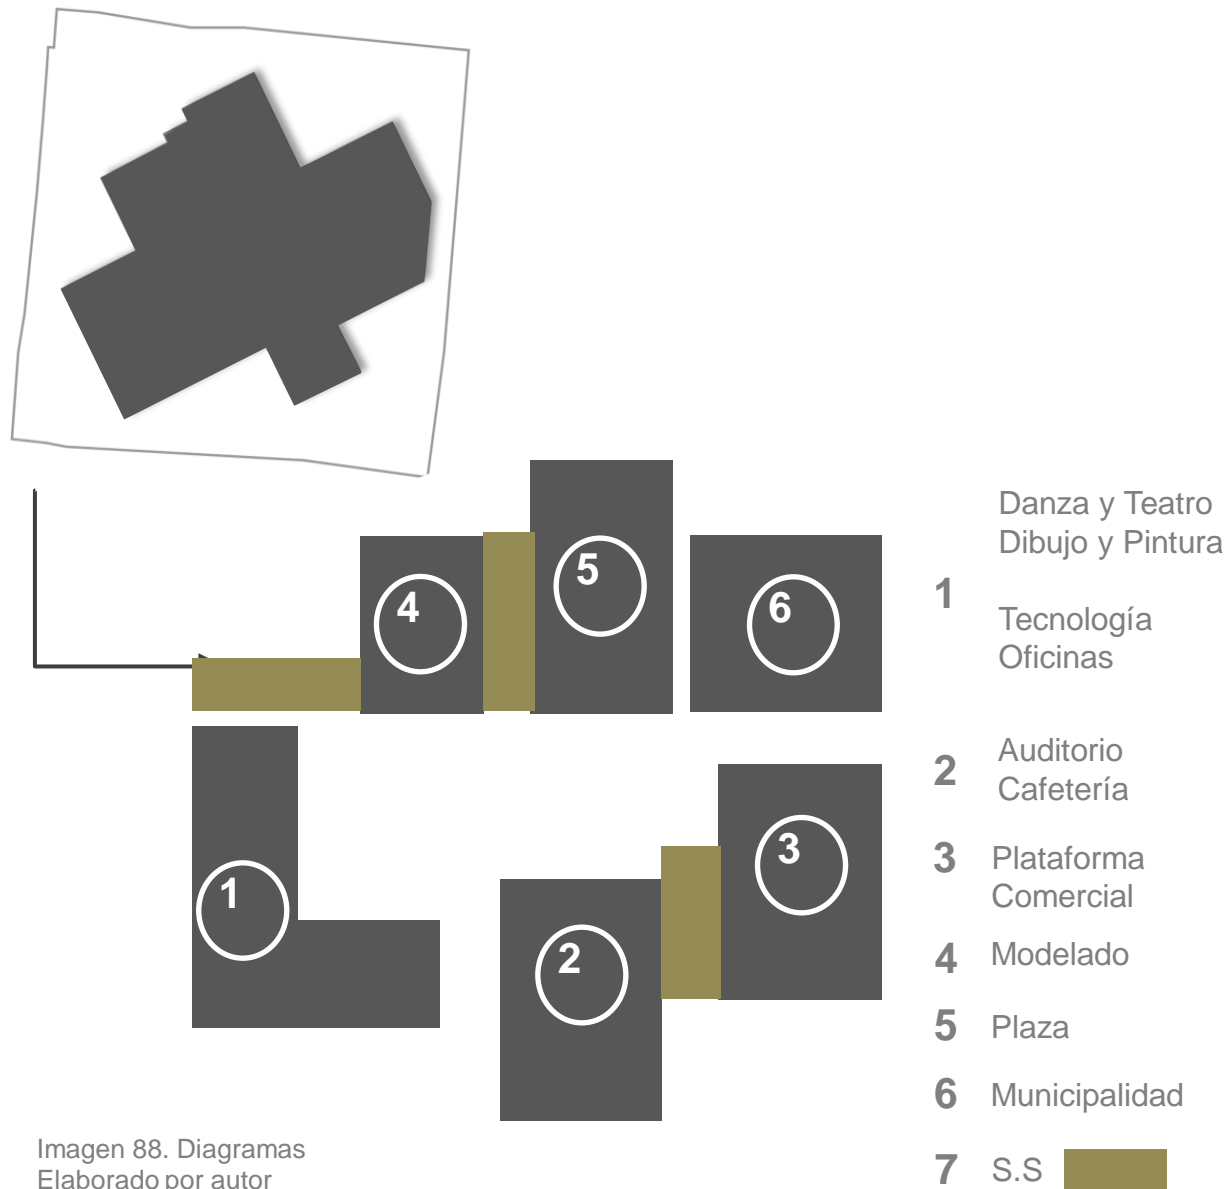 4
5
6
1
2
3
Danza y Teatro
Dibujo y Pintura
1
Tecnología
Oficinas
2
Auditorio
Cafetería
3 Plataforma
Comercial
4 Modelado
5 Plaza
6 Municipalidad
7 S.S
Imagen 88. Diagramas
Elaborado por autor